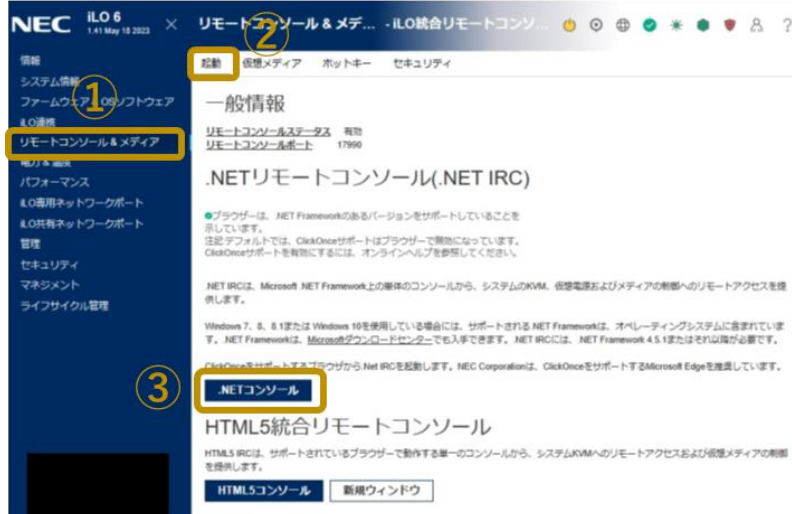 NEC
iLO 6
1.41 May 18 2023
×
リモートコンソール & メデ... - iLO統合リモートコンソ...
?
②
情報
システム情報
ファームウェア OSソフトウェア
iLO連携
リモートコンソール & メディア
電力 & 温度
パフォーマンス
iLO専用ネットワークポート
iLO共有ネットワークポート
管理
セキュリティ
マネジメント
ライフサイクル管理
①
起動 仮想メディア ホットキー セキュリティ
一般情報
リモートコンソールステータス 有効
リモートコンソールポート 17990
.NETリモートコンソール(.NET IRC)
ブラウザーは、.NET Frameworkのあるバージョンをサポートしていることを
示しています。
注記:デフォルトでは、ClickOnceサポートはブラウザーで無効になっています。
ClickOnceサポートを有効にするには、オンラインヘルプを参照してください。
.NET IRCは、Microsoft .NET Framework上の単体のコンソールから、システムのKVM、仮想電源およびメディアの制御へのリモートアクセスを提
供します。
Windows 7、8、8.1または Windows 10を使用している場合には、サポートされる.NET Frameworkは、オペレーティングシステムに含まれていま
す。.NET Frameworkは、Microsoftダウンロードセンターでも入手できます。.NET IRCには、.NET Framework 4.5.1またはそれ以降が必要です。
ClickOnceをサポートするブラウザから.Net IRCを起動します。NEC Corporationは、ClickOnceをサポートするMicrosoft Edgeを推奨しています。
③
.NETコンソール
HTML5統合リモートコンソール
HTML5 IRCは、サポートされているブラウザーで動作する単一のコンソールから、システムKVMへのリモートアクセスおよび仮想メディアの制御
を提供します。
HTML5コンソール 新規ウィンドウ